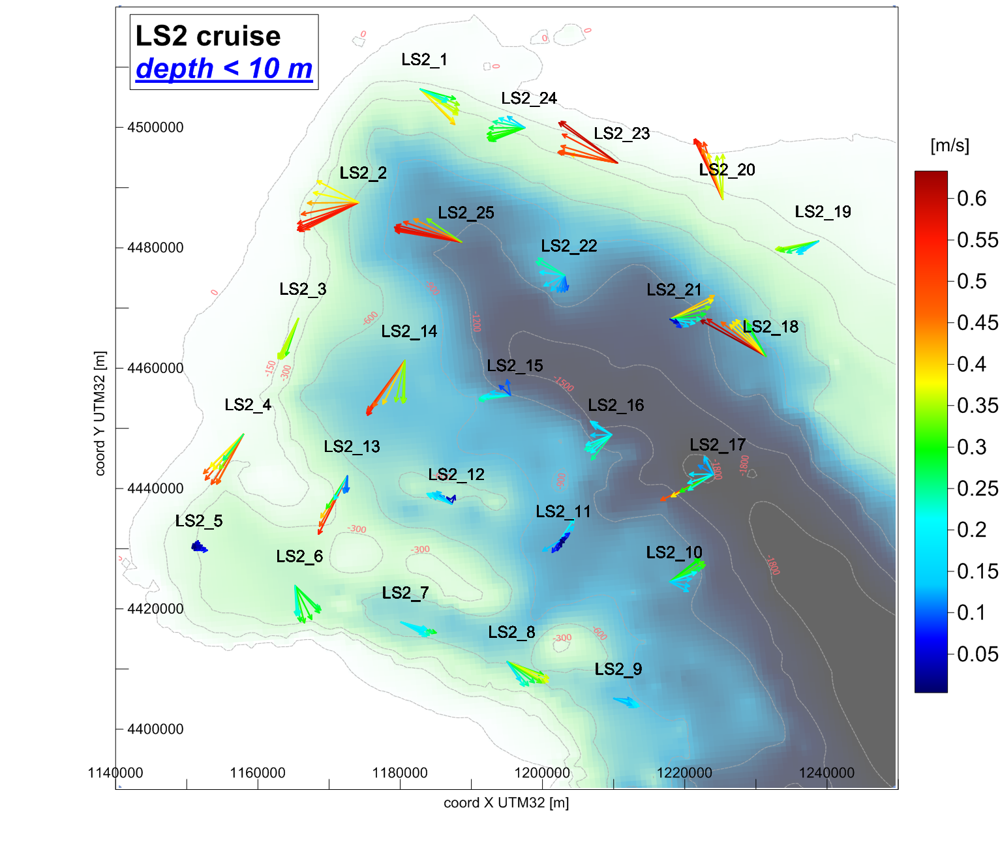 LS2 cruise
depth < 10 m
0
0
0
0
LS2_1
LS2_24
[m/s]
4500000
LS2_23
LS2_20
LS2_2
0.6
LS2_25
LS2_19
0.55
4480000
LS2_22
0.5
LS2_3
0
LS2_21
-900
0.45
-600
-1200
LS2_14
LS2_18
0.4
4460000
-150
-300
LS2_15
-1500
0.35
LS2_4
LS2_16
0.3
LS2_13
LS2_17
-1800
-1800
0.25
4440000
LS2_12
-900
0.2
LS2_5
-300
LS2_11
-300
LS2_6
LS2_10
0.15
-1800
LS2_7
4420000
0.1
LS2_8
-300
-600
0.05
LS2_9
4400000
1140000
1160000
1180000
1200000
1220000
1240000
coord X UTM32 [m]
coord Y UTM32 [m]